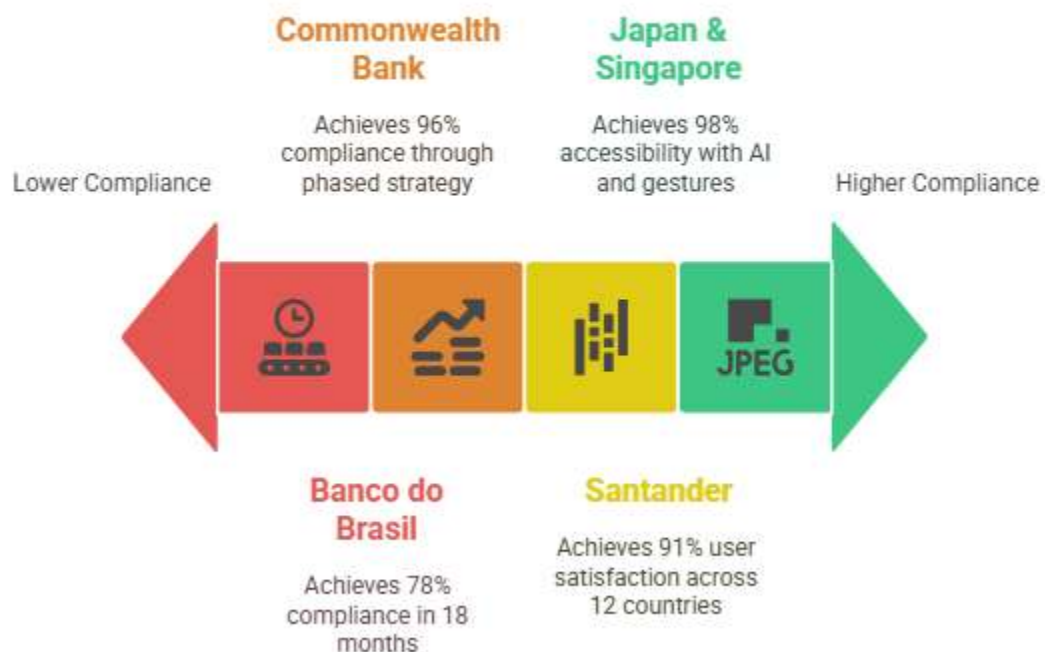 Commonwealth
Bank
Achieves 96%
compliance through
phased strategy
Japan &
Singapore
Achieves 98%
accessibility with AI
and gestures
Lower Compliance
Higher Compliance
JPEG
Banco do
Brasil
Achieves 78%
compliance in 18
months
Santander
Achieves 91% user
satisfaction across
12 countries